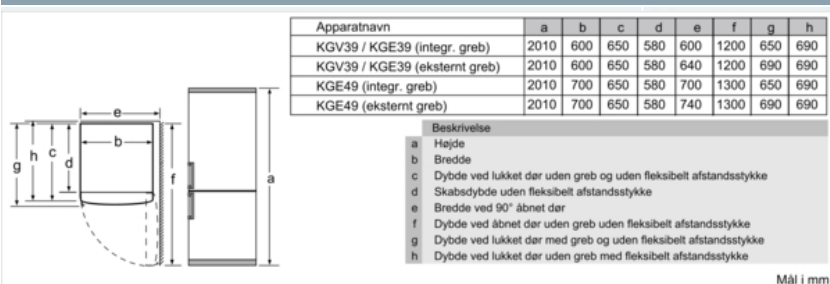 Apparatnavn a b c d e f g h
KGV39 / KGE39 (integr. greb) 2010 600 650 580 600 1200 650 690
KGV39 / KGE39 (eksternt greb) 2010 600 650 580 640 1200 690 690
KGE49 (integr. greb) 2010 700 650 580 700 1300 650 690
KGE49 (eksternt greb) 2010 700 650 580 740 1300 690 690
e
b
g h c d f a
Beskrivelse
a Højde
b Bredde
c Dybde ved lukket dør uden greb og uden fleksibelt afstandsstykke
d Skabsdybde uden fleksibelt afstandsstykke
e Bredde ved 90° åbnet dør
f Dybde ved åbnet dør uden greb uden fleksibelt afstandsstykke
g Dybde ved lukket dør med greb og uden fleksibelt afstandsstykke
h Dybde ved lukket dør uden greb med fleksibelt afstandsstykke
Mål i mm